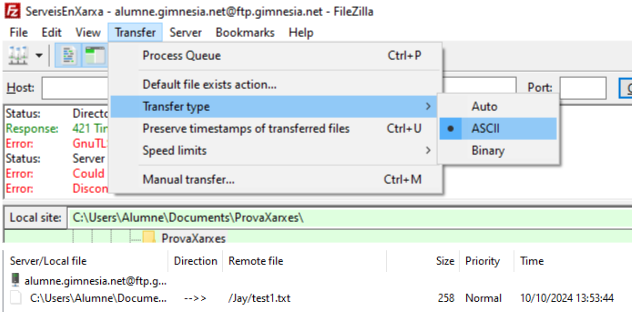 ServeisEnXarxa - alumne.gimnesia.net@ftp.gimnesia.net - FileZilla
File Edit View Transfer Server Bookmarks Help
Process Queue Ctrl+P
Host: Port:
Default file exists action...
Transfer type
Auto
Status: Directo
Response: 421 Tim
Preserve timestamps of transferred files Ctrl+U
ASCII
Error: GnuTL
Speed limits
Binary
Status: Server
Error: Could
Manual transfer... Ctrl+M
Error: Discon
Local site: C:\Users\Alumne\Documents\ProvaXarxes\
ProvaXarxes
Server/Local file Direction Remote file Size Priority Time
alumne.gimnesia.net@ftp.g...
C:\Users\Alumne\Docume... -->> /Jay/test1.txt 258 Normal 10/10/2024 13:53:44